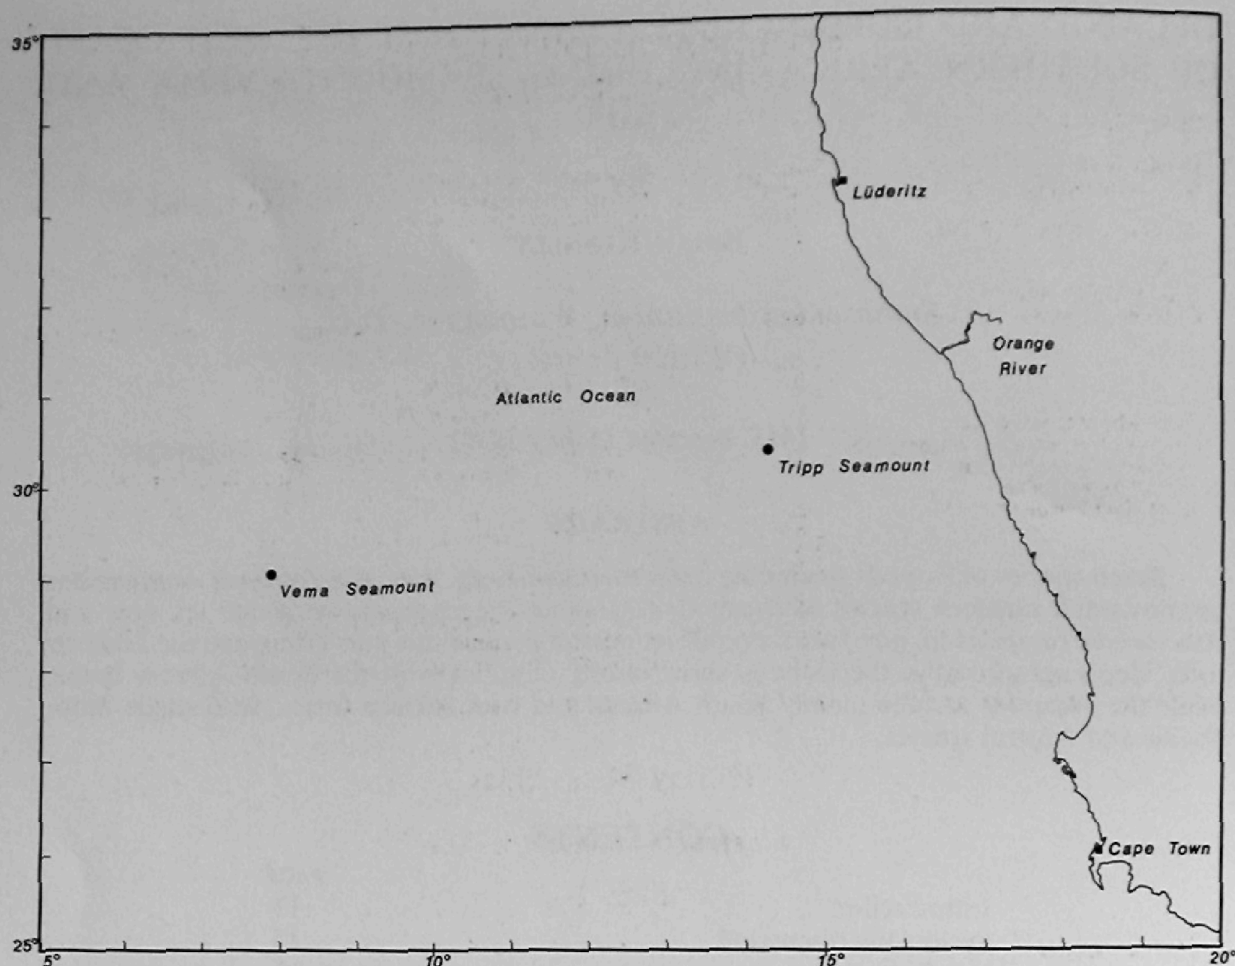 35°
Lüderitz
Orange
River
Atlantic Ocean
Tripp Seamount
30°
Vema Seamount
Cape Town
25°
5°
10°
15°
20°